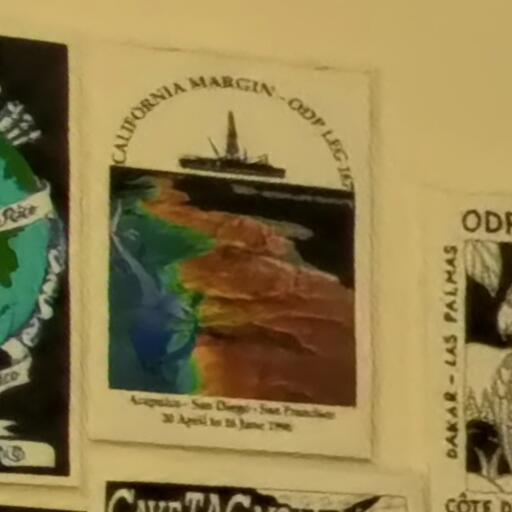 CALIFORNIA MARGIN - ODP LEG 167
Acapulco - San Diego - San Francisco
20 April to 16 June 1996
Rico
ODP
DAKAR - LAS PALMAS
CÔTE D